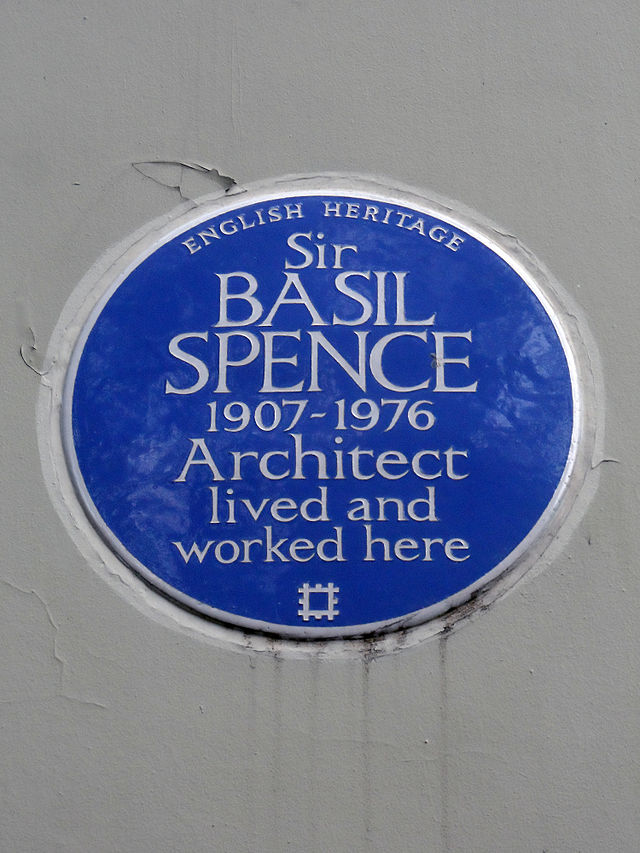 ENGLISH HERITAGE
Sir
BASIL
SPENCE
1907-1976
Architect
lived and
worked here